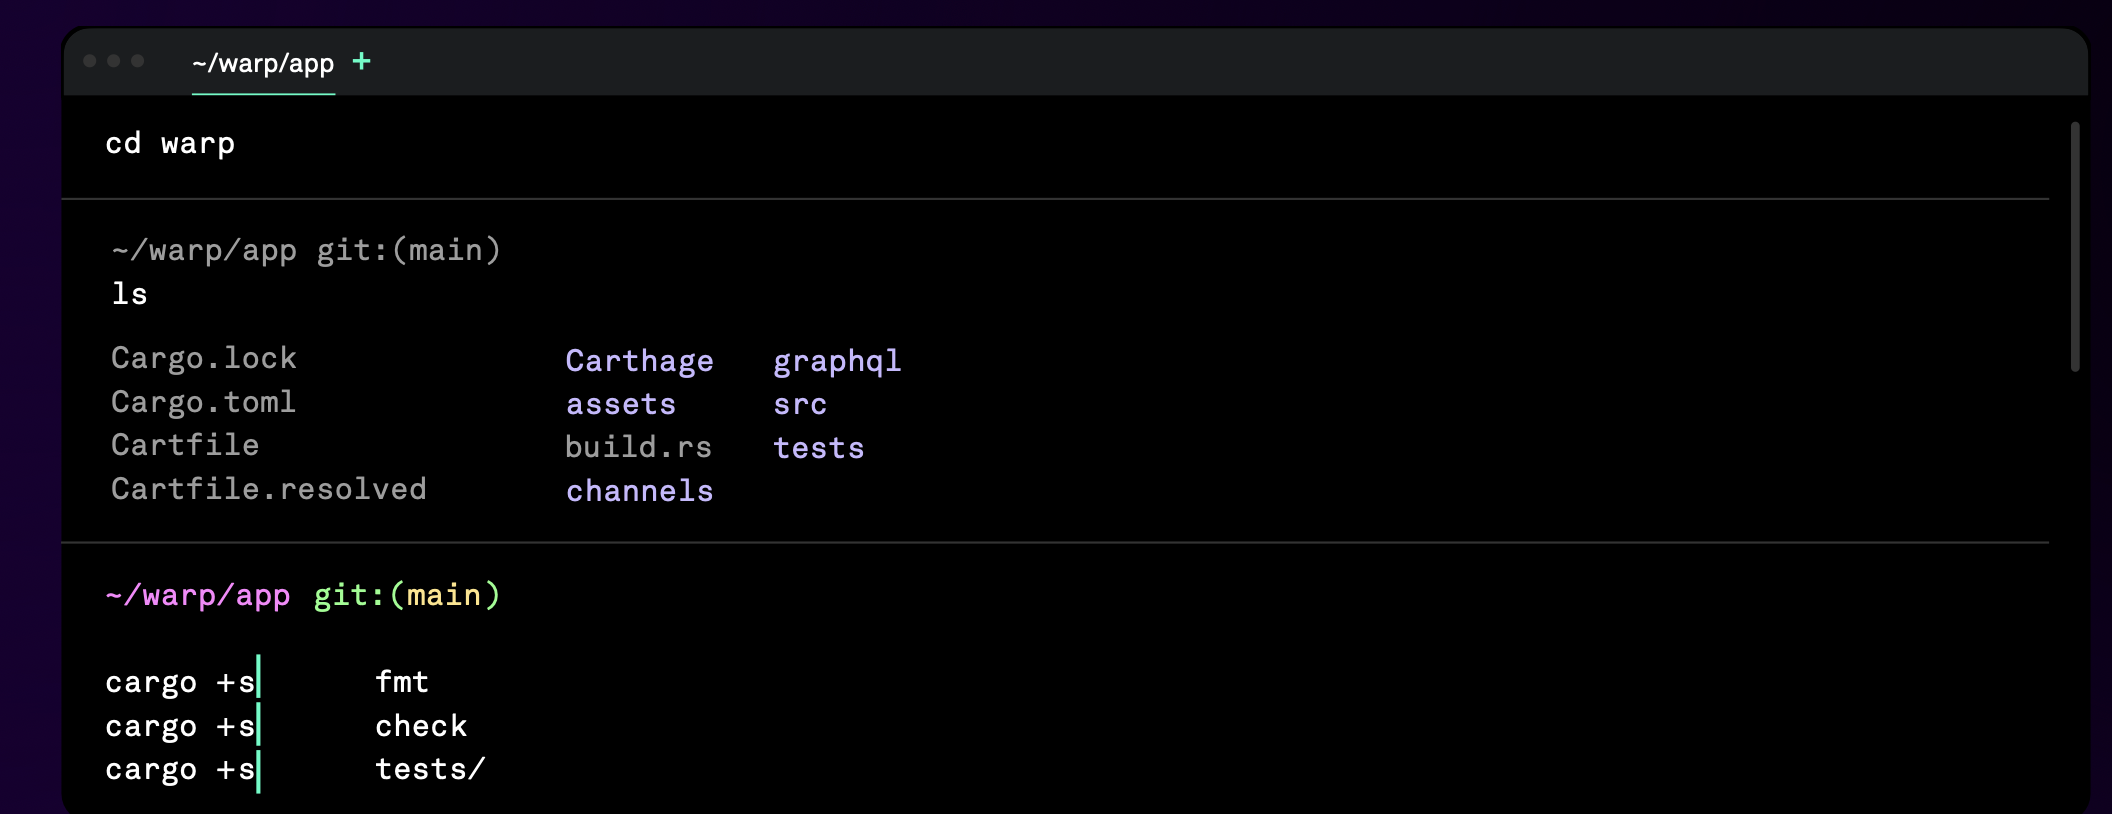 ~/warp/app +
cd warp
~/warp/app git:(main)
ls
Cargo.lock Carthage graphql
Cargo.toml assets src
Cartfile build.rs tests
Cartfile.resolved channels
~/warp/app git:(main)
cargo +s fmt
cargo +s check
cargo +s tests/